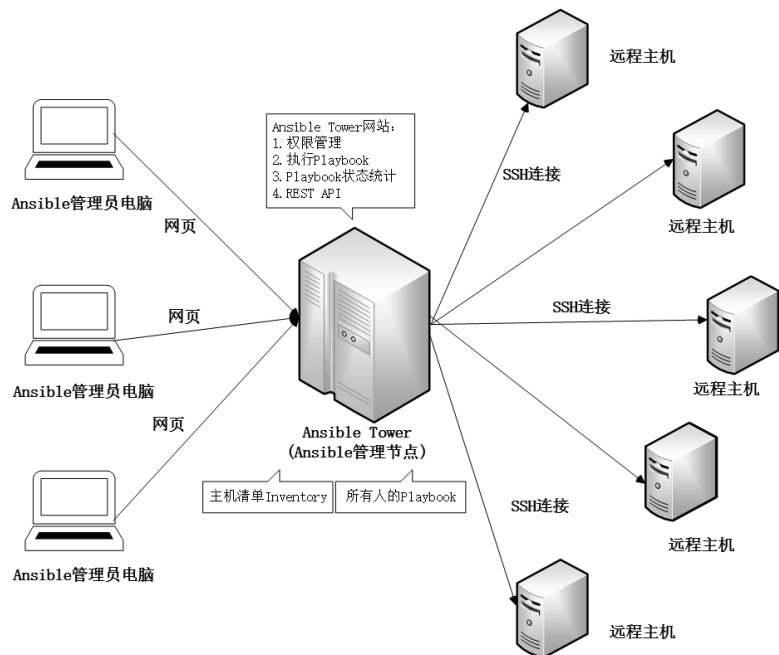 远程主机
Ansible Tower网站:
1. 权限管理
2. 执行Playbook
3. Playbook状态统计
4. REST API
SSH连接
Ansible管理员电脑
网页
远程主机
网页
SSH连接
Ansible管理员电脑
远程主机
网页
Ansible Tower
(Ansible管理节点)
主机清单Inventory
所有人的Playbook
SSH连接
远程主机
Ansible管理员电脑
远程主机